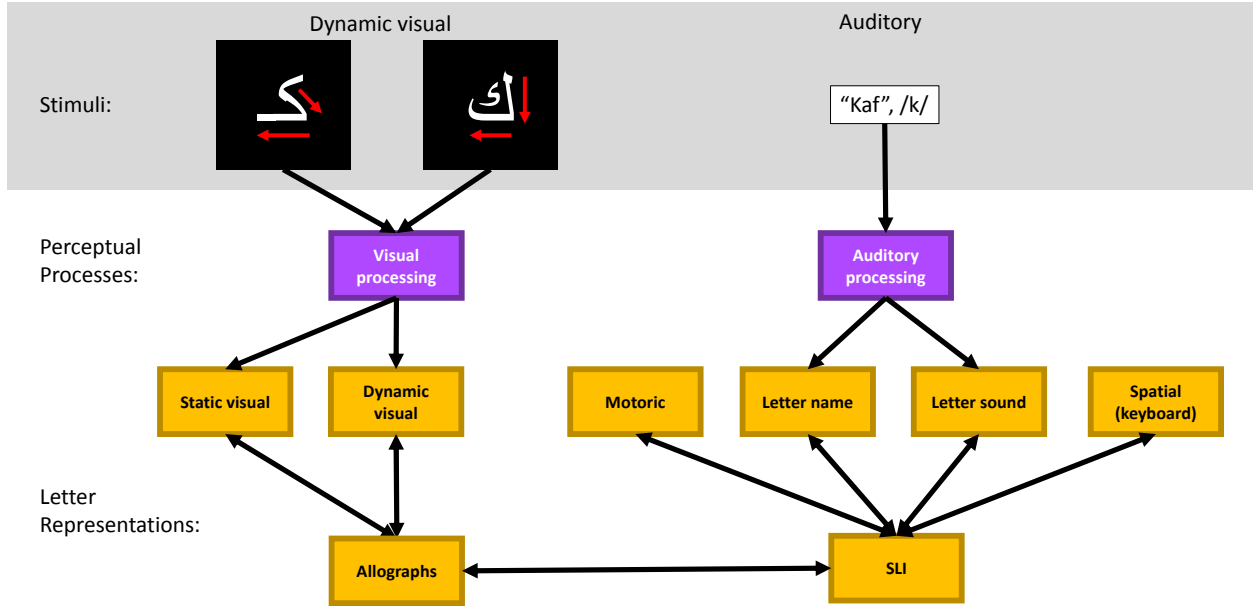 Dynamic visual
Auditory
Stimuli:
كـ
ك
“Kaf”, /k/
Perceptual
Processes:
Visual
processing
Auditory
processing
Static visual
Dynamic
visual
Motoric
Letter name
Letter sound
Spatial
(keyboard)
Letter
Representations:
Allographs
SLI